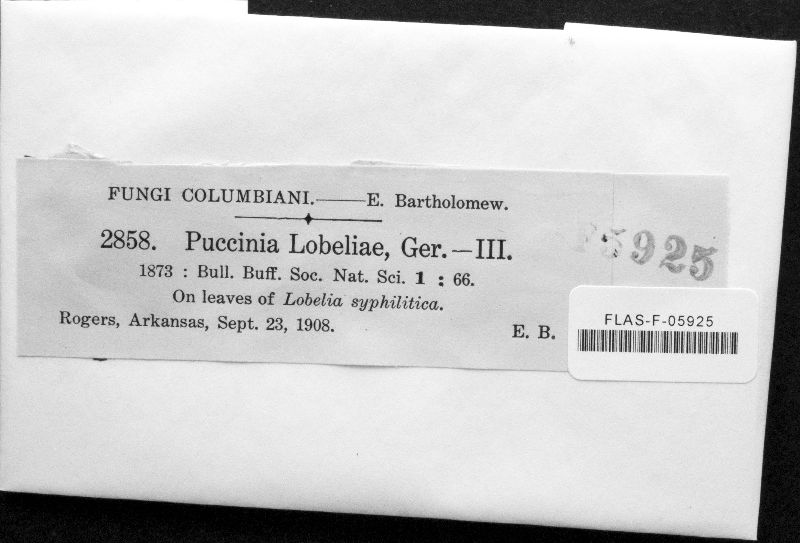 FUNGI COLUMBIANI.——E. Bartholomew.
2858. Puccinia Lobeliae, Ger.—III.
1873 : Bull. Buff. Soc. Nat. Sci. 1 : 66.
On leaves of Lobelia syphilitica.
Rogers, Arkansas, Sept. 23, 1908. E. B.
F5925
FLAS-F-05925